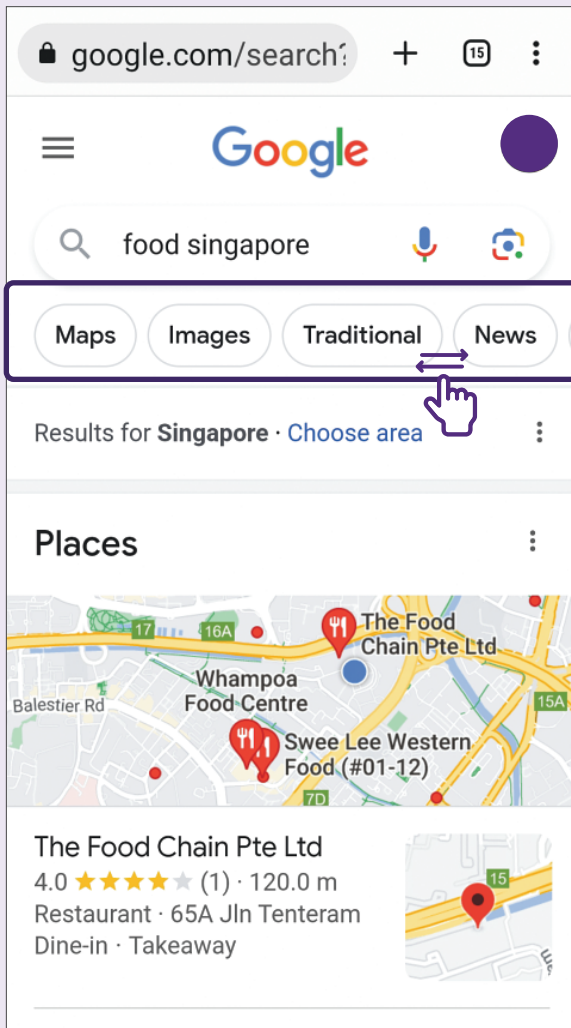 google.com/search?
15
Google
food singapore
Maps Images Traditional News
Results for Singapore · Choose area
Places
17
16A
The Food
Chain Pte Ltd
Whampoa
Food Centre
Balestier Rd
15A
Swee Lee Western
Food (#01-12)
7D
The Food Chain Pte Ltd
4.0 (1) · 120.0 m
Restaurant · 65A Jln Tenteram
Dine-in · Takeaway
15